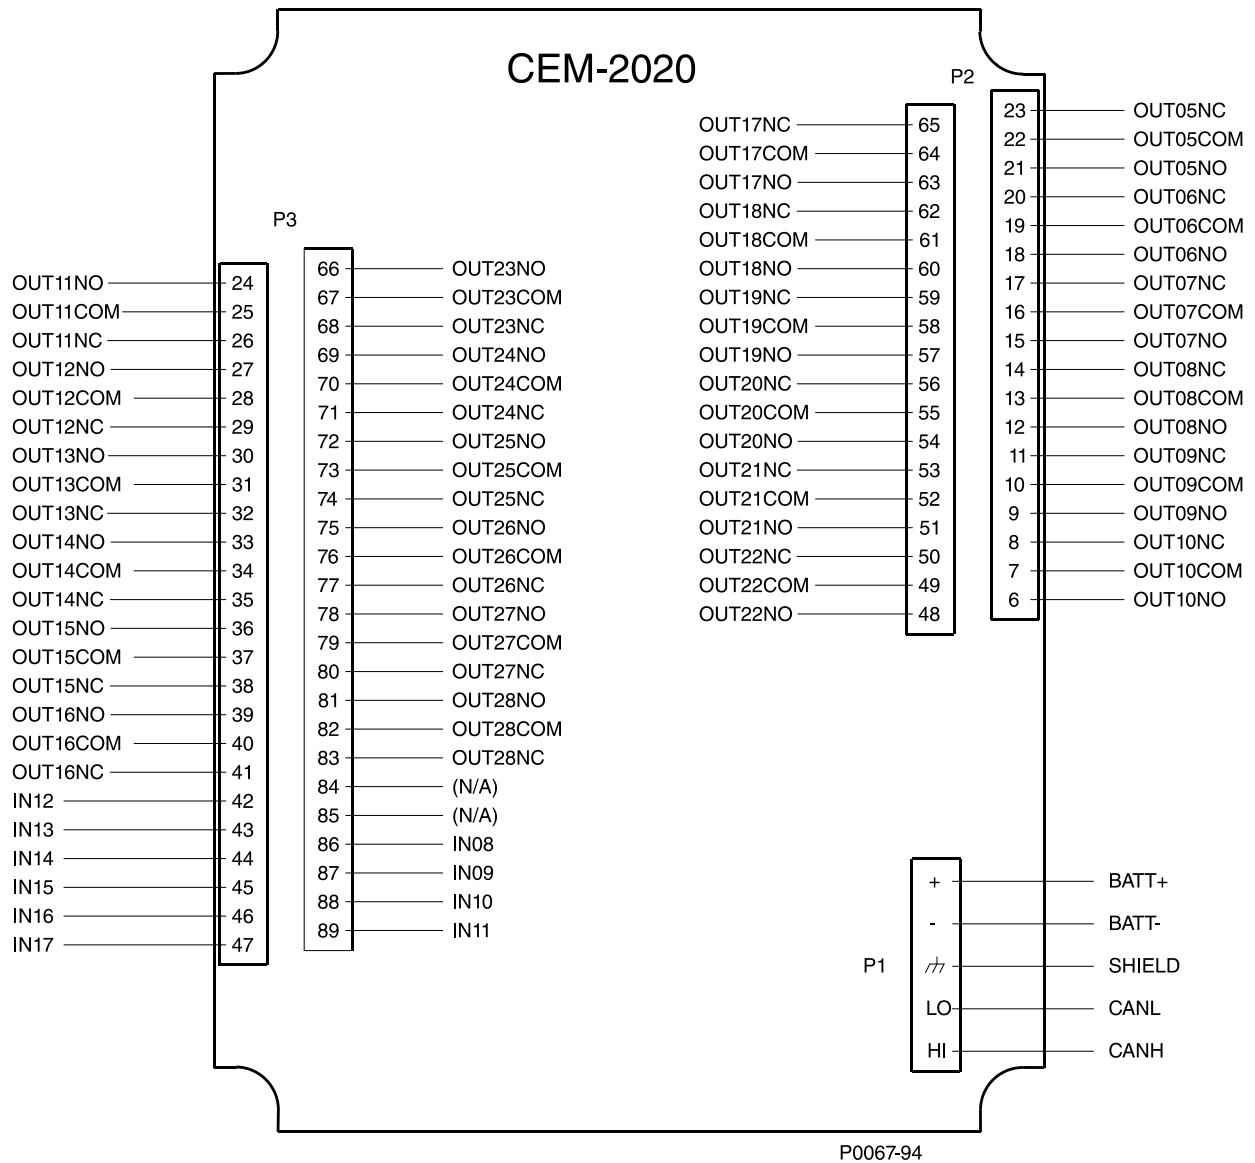 CEM-2020
P2
OUT17NC 65
OUT17COM 64
OUT17NO 63
OUT18NC 62
OUT18COM 61
OUT18NO 60
OUT19NC 59
OUT19COM 58
OUT19NO 57
OUT20NC 56
OUT20COM 55
OUT20NO 54
OUT21NC 53
OUT21COM 52
OUT21NO 51
OUT22NC 50
OUT22COM 49
OUT22NO 48
23 OUT05NC
22 OUT05COM
21 OUT05NO
20 OUT06NC
19 OUT06COM
18 OUT06NO
17 OUT07NC
16 OUT07COM
15 OUT07NO
14 OUT08NC
13 OUT08COM
12 OUT08NO
11 OUT09NC
10 OUT09COM
9 OUT09NO
8 OUT10NC
7 OUT10COM
6 OUT10NO
P3
OUT11NO 24
OUT11COM 25
OUT11NC 26
OUT12NO 27
OUT12COM 28
OUT12NC 29
OUT13NO 30
OUT13COM 31
OUT13NC 32
OUT14NO 33
OUT14COM 34
OUT14NC 35
OUT15NO 36
OUT15COM 37
OUT15NC 38
OUT16NO 39
OUT16COM 40
OUT16NC 41
IN12 42
IN13 43
IN14 44
IN15 45
IN16 46
IN17 47
66 OUT23NO
67 OUT23COM
68 OUT23NC
69 OUT24NO
70 OUT24COM
71 OUT24NC
72 OUT25NO
73 OUT25COM
74 OUT25NC
75 OUT26NO
76 OUT26COM
77 OUT26NC
78 OUT27NO
79 OUT27COM
80 OUT27NC
81 OUT28NO
82 OUT28COM
83 OUT28NC
84 (N/A)
85 (N/A)
86 IN08
87 IN09
88 IN10
89 IN11
P1
+ BATT+
- BATT-
SHIELD
LO CANL
HI CANH
P0067-94